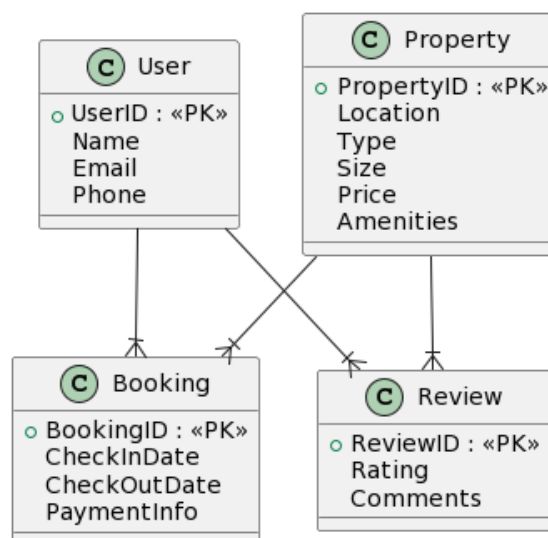 C User
UserID : «PK»
Name
Email
Phone
C Property
PropertyID : «PK»
Location
Type
Size
Price
Amenities
C Booking
BookingID : «PK»
CheckInDate
CheckOutDate
PaymentInfo
C Review
ReviewID : «PK»
Rating
Comments